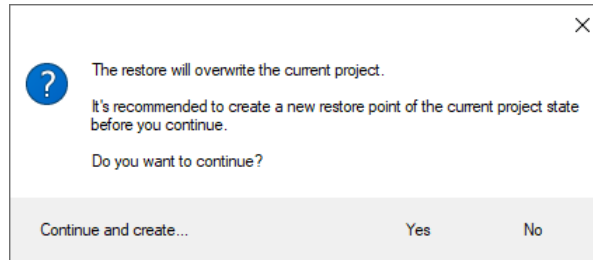 The restore will overwrite the current project.
It's recommended to create a new restore point of the current project state
before you continue.
Do you want to continue?
Continue and create...
Yes
No